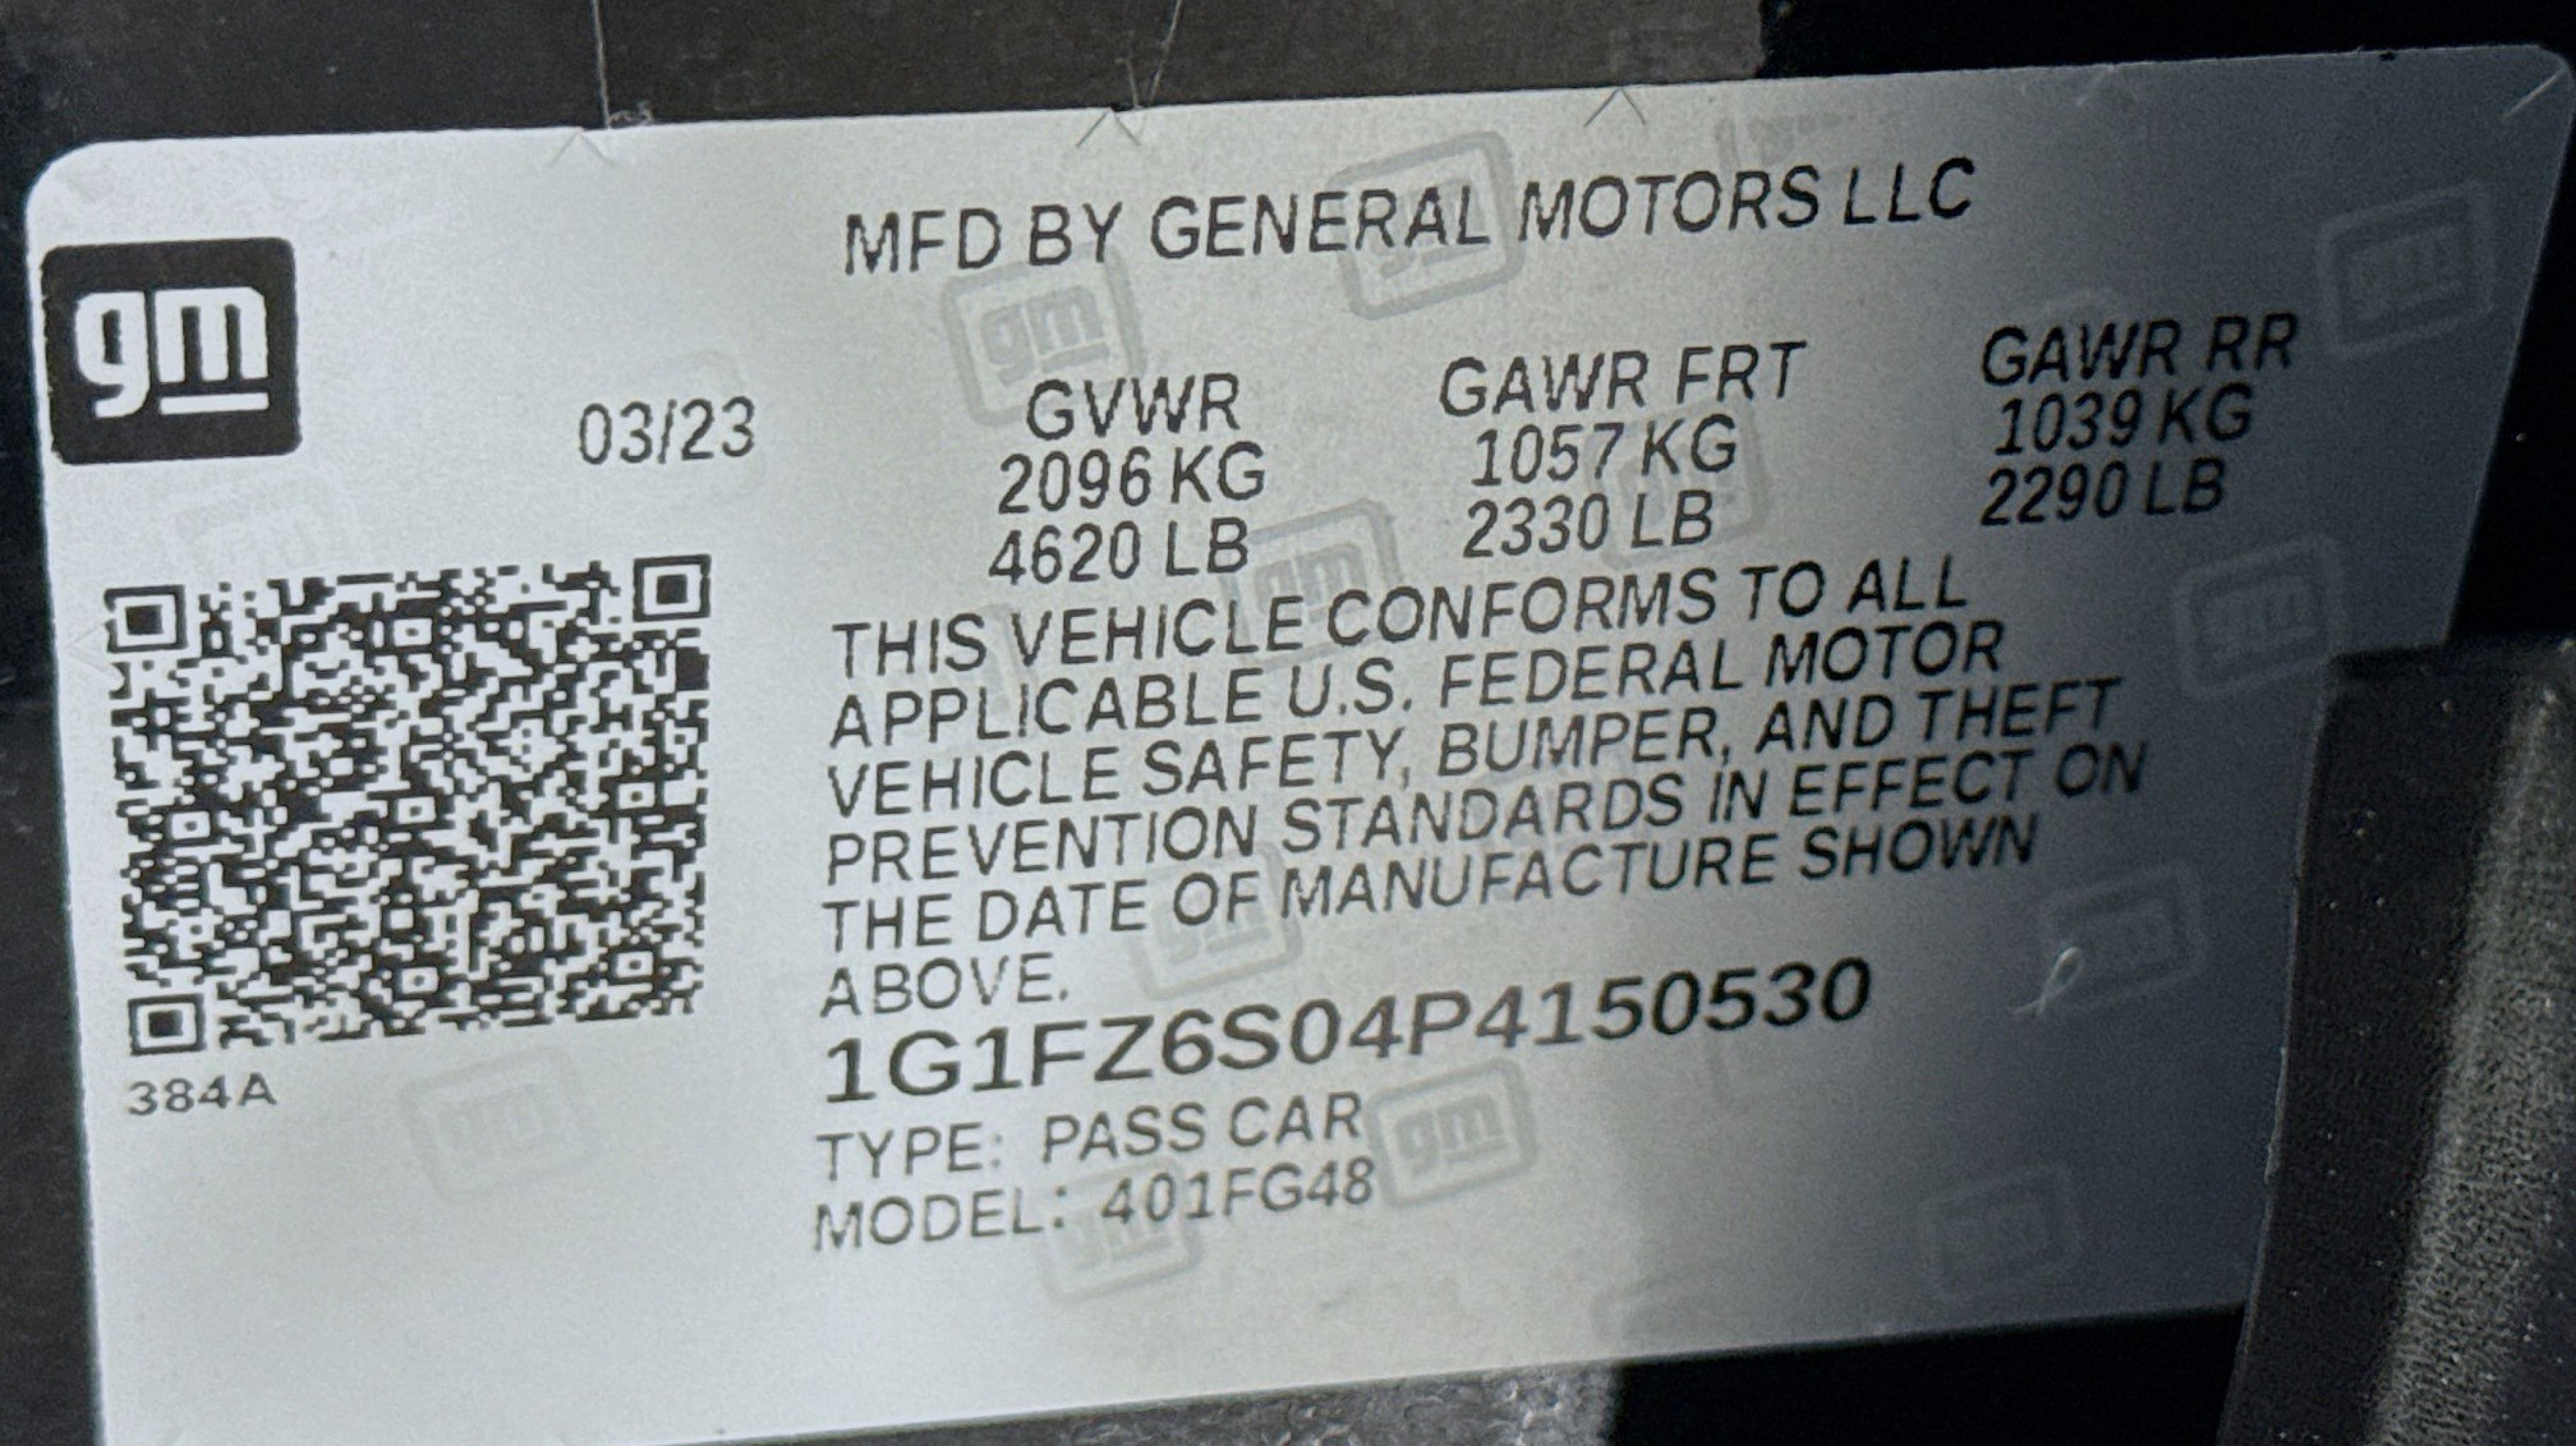 MFD BY GENERAL MOTORS LLC
gm
03/23
GVWR GAWR FRT GAWR RR
2096 KG 1057 KG 1039 KG
4620 LB 2330 LB 2290 LB
THIS VEHICLE CONFORMS TO ALL
APPLICABLE U.S. FEDERAL MOTOR
VEHICLE SAFETY, BUMPER, AND THEFT
PREVENTION STANDARDS IN EFFECT ON
THE DATE OF MANUFACTURE SHOWN
ABOVE.
1G1FZ6S04P4150530
384A
TYPE: PASS CAR
MODEL: 401FG48